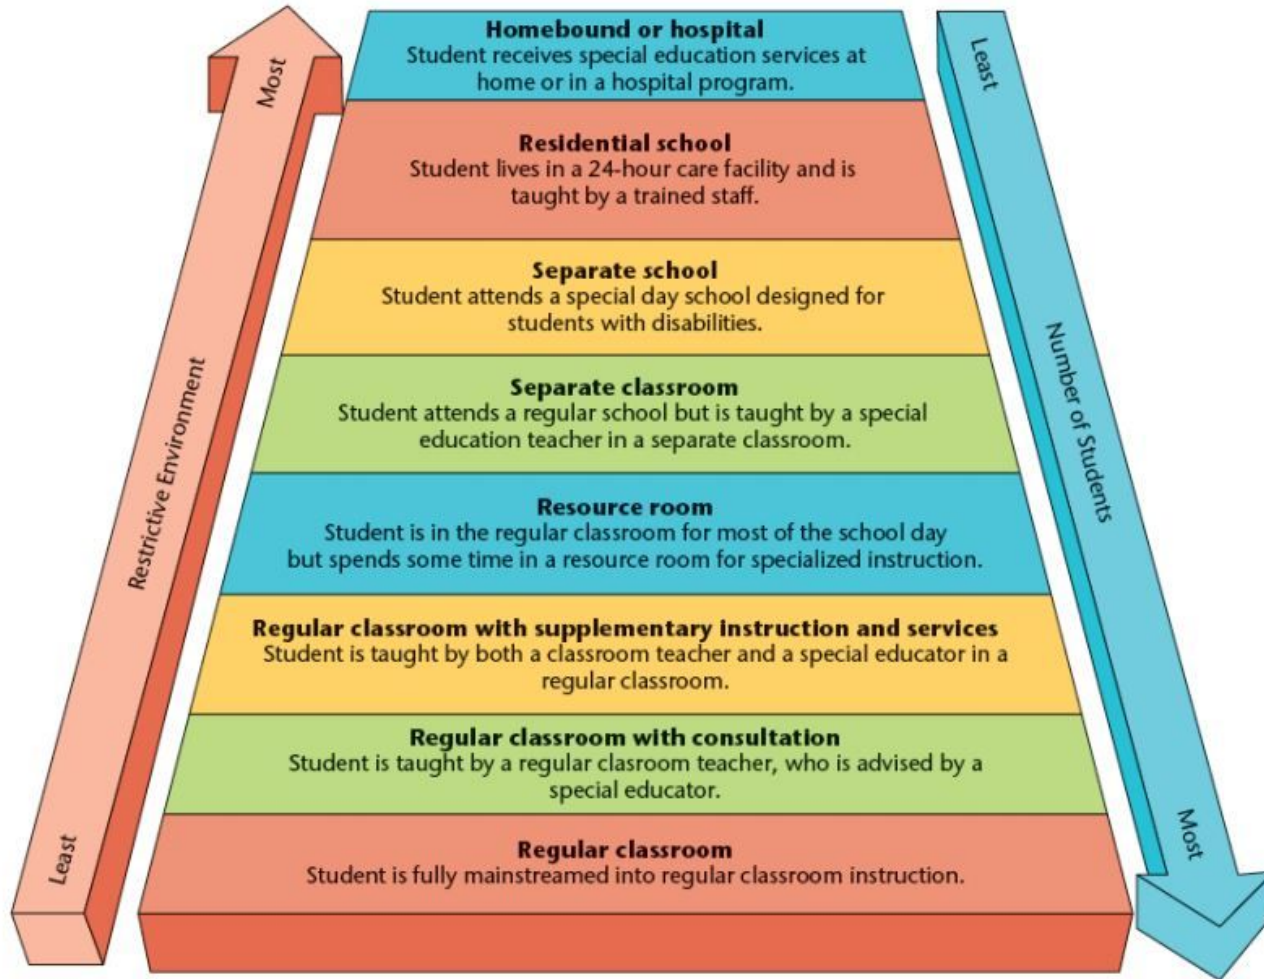 Homebound or hospital
Student receives special education services at
home or in a hospital program.
Residential school
Student lives in a 24-hour care facility and is
taught by a trained staff.
Separate school
Student attends a special day school designed for
students with disabilities.
Separate classroom
Student attends a regular school but is taught by a special
education teacher in a separate classroom.
Resource room
Student is in the regular classroom for most of the school day
but spends some time in a resource room for specialized instruction.
Regular classroom with supplementary instruction and services
Student is taught by both a classroom teacher and a special educator in a
regular classroom.
Regular classroom with consultation
Student is taught by a regular clasroom teacher, who is advised by a
special educator.
Regular classroom
Student is fully mainstreamed into regular classroom instruction.
Most
Restrictive Environment
Least
Least
Number of Students
Most